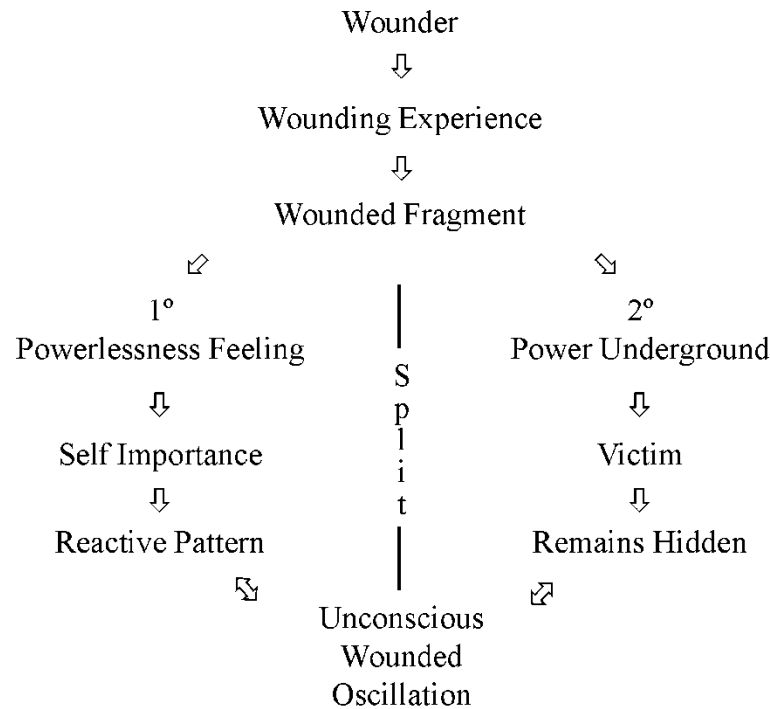 Wounder
Wounding Experience
Wounded Fragment
1º
Powerlessness Feeling
Self Importance
Reactive Pattern
Split
2º
Power Underground
Victim
Remains Hidden
Unconscious
Wounded
Oscillation